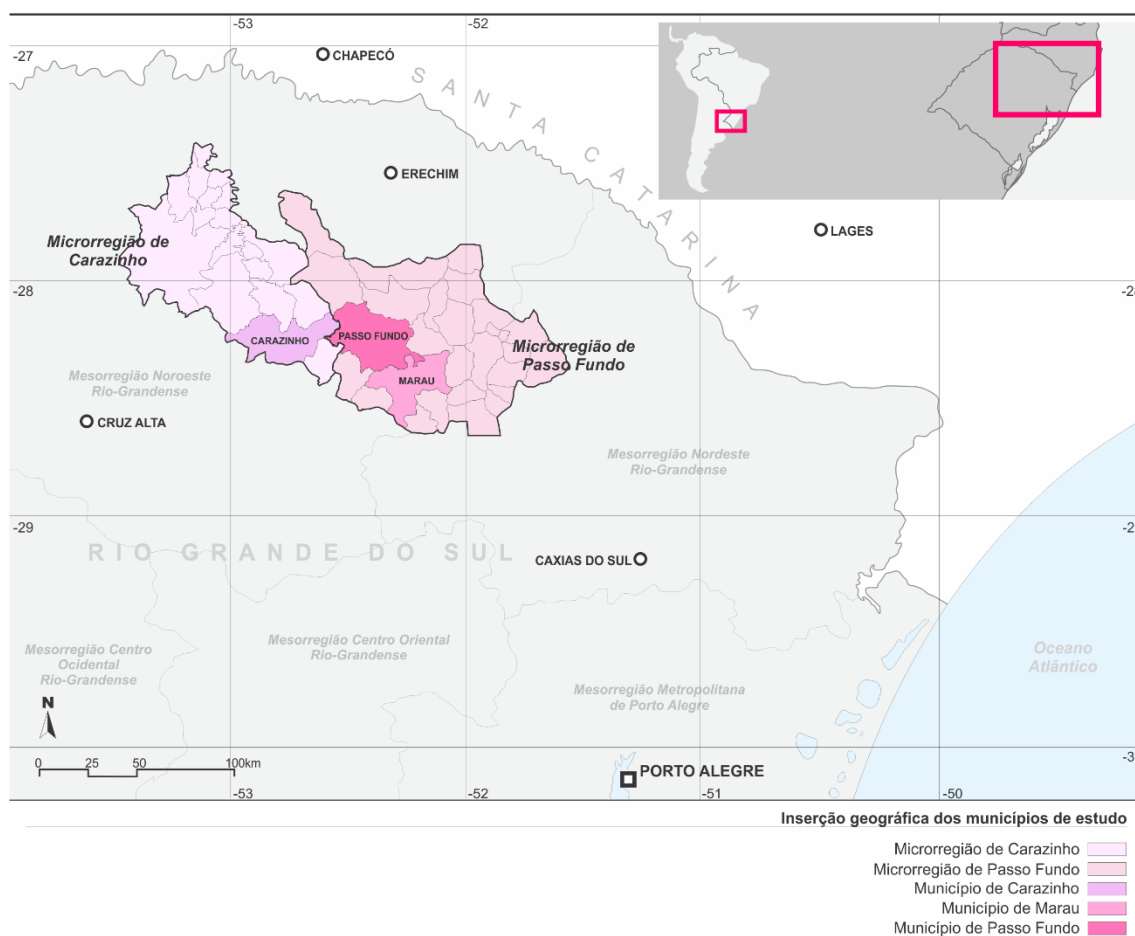 -53
-52
-27
CHAPECÓ
SANTA CATARINA
ERECHIM
LAGES
Microrregião de
Carazinho
-28
-28
PASSO FUNDO
CARAZINHO
Microrregião de
Passo Fundo
MARAU
Mesorregião Noroeste
Rio-Grandense
CRUZ ALTA
Mesorregião Nordeste
Rio-Grandense
-29
-2
RIO GRANDE DO SUL
CAXIAS DO SUL
Mesorregião Centro
Ocidental
Rio-Grandense
Mesorregião Centro Oriental
Rio-Grandense
Oceano
Atlântico
Mesorregião Metropolitana
de Porto Alegre
N
-3
0 25 50 100km
PORTO ALEGRE
-53
-52
-51
-50
Inserção geográfica dos municípios de estudo
Microrregião de Carazinho
Microrregião de Passo Fundo
Município de Carazinho
Município de Marau
Município de Passo Fundo